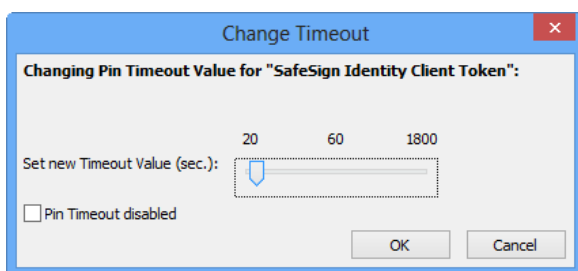 Change Timeout
Changing Pin Timeout Value for "SafeSign Identity Client Token":
20 60 1800
Set new Timeout Value (sec.):
Pin Timeout disabled
OK Cancel